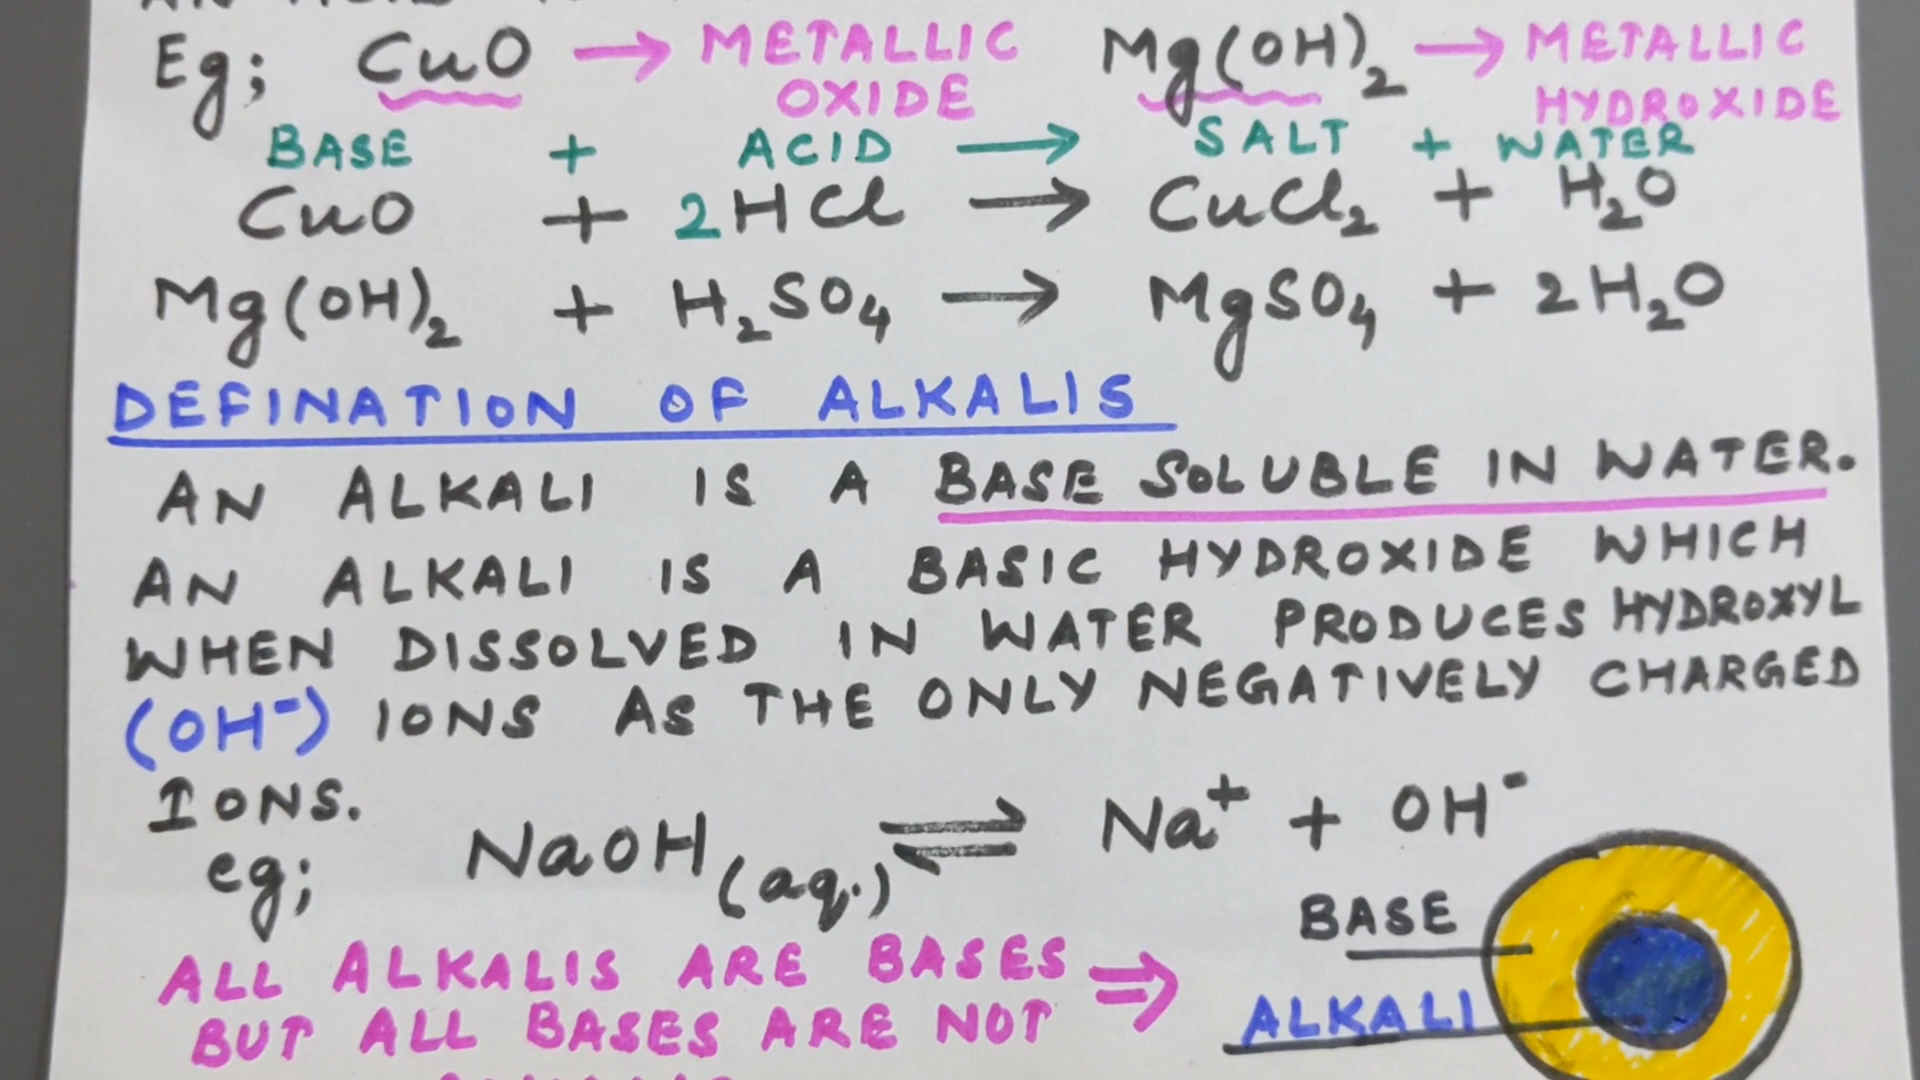 Eg; CuO → METALLIC OXIDE Mg(OH)₂ → METALLIC HYDROXIDE
BASE + ACID → SALT + WATER
CuO + 2HCl → CuCl₂ + H₂O
Mg(OH)₂ + H₂SO₄ → MgSO₄ + 2H₂O
DEFINATION OF ALKALIS
AN ALKALI IS A BASE SOLUBLE IN WATER.
AN ALKALI IS A BASIC HYDROXIDE WHICH
WHEN DISSOLVED IN WATER PRODUCES HYDROXYL
(OH⁻) IONS AS THE ONLY NEGATIVELY CHARGED
IONS.
eg; NaOH(aq.) ⇌ Na⁺ + OH⁻
ALL ALKALIS ARE BASES ⇒
BUT ALL BASES ARE NOT
BASE
ALKALI